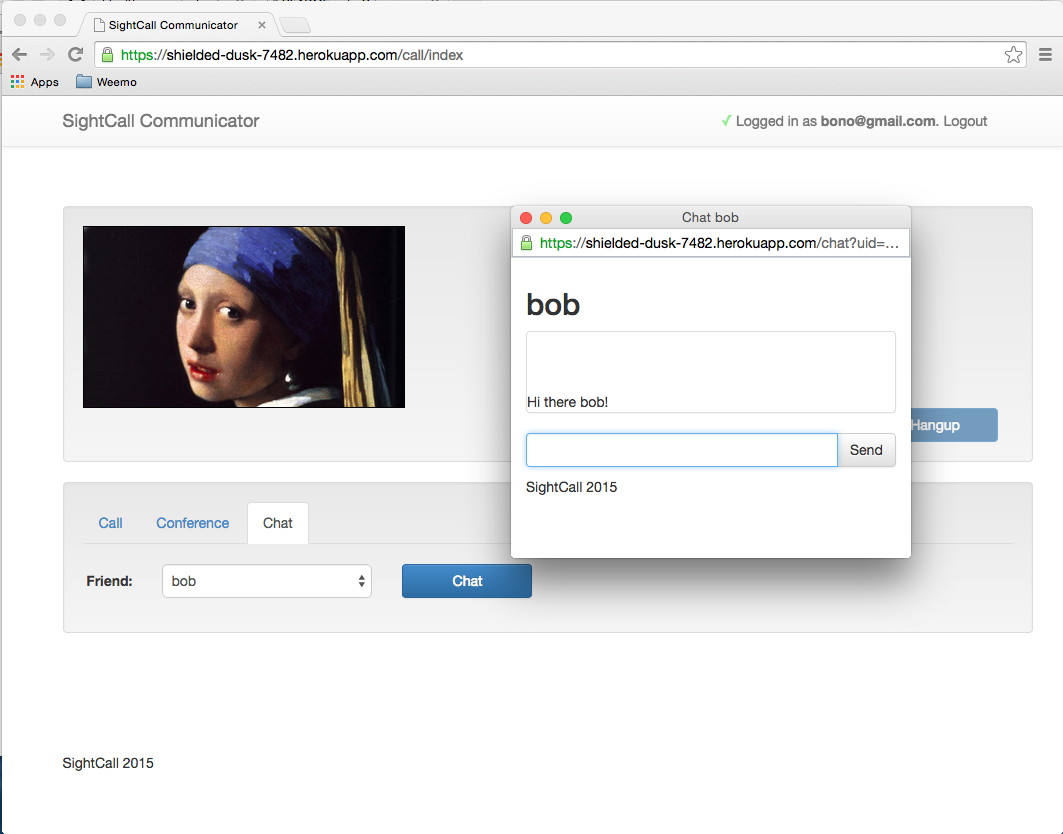 SightCall Communicator
https://shielded-dusk-7482.herokuapp.com/call/index
Apps Weemo
SightCall Communicator
✓ Logged in as bono@gmail.com. Logout
Chat bob
https://shielded-dusk-7482.herokuapp.com/chat?uid=...
bob
Hi there bob!
Send
SightCall 2015
Hangup
Call Conference Chat
Friend: bob Chat
SightCall 2015